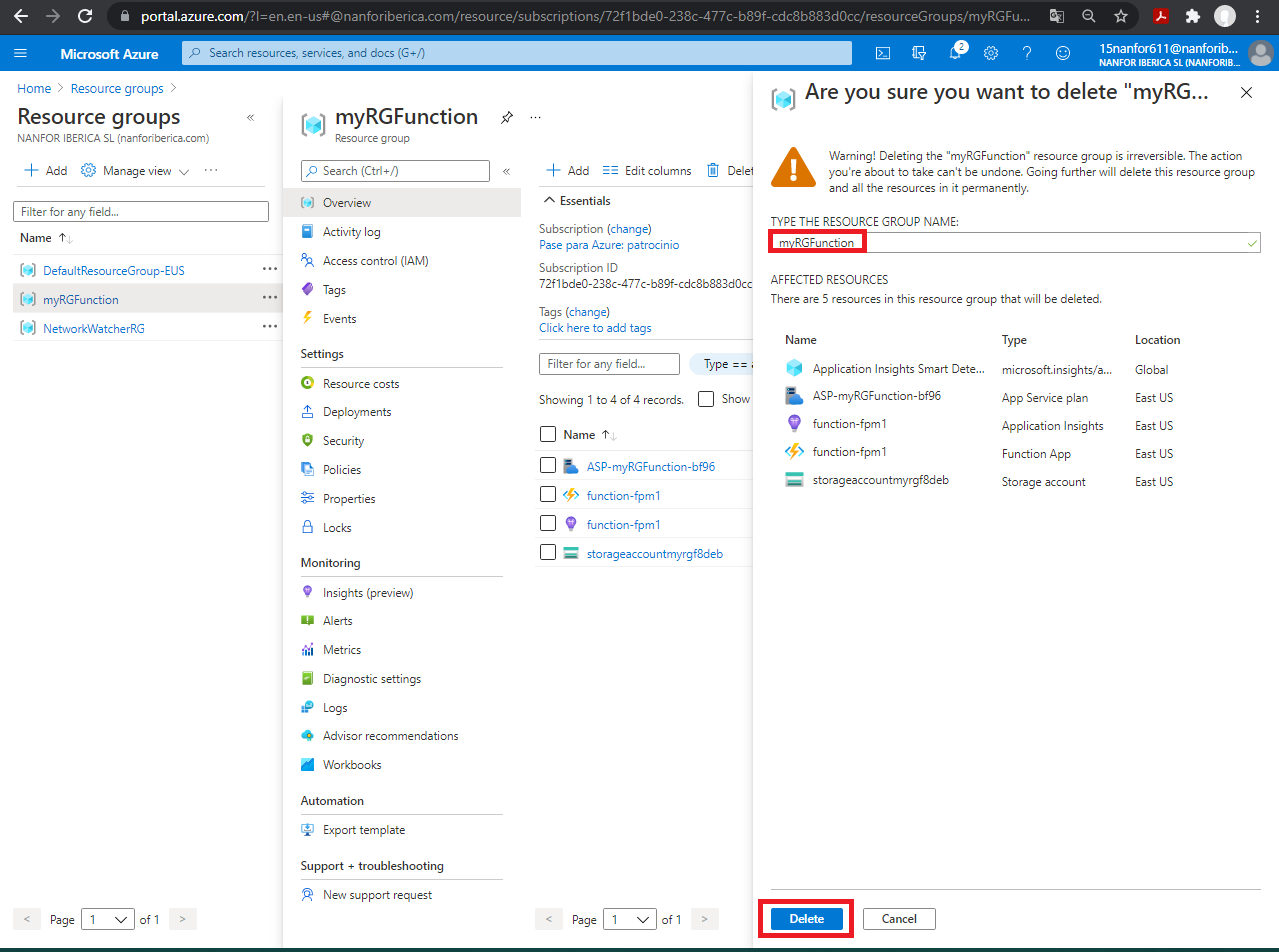 portal.azure.com/?l=en.en-us#@nanforiberica.com/resource/subscriptions/72f1bde0-238c-477c-b89f-cdc8b883d0cc/resourceGroups/myRGFu...
Microsoft Azure
Search resources, services, and docs (G+/)
2
15nanfor611@nanforib...
NANFOR IBERICA SL (NANFORIB...
Home > Resource groups >
Resource groups
NANFOR IBERICA SL (nanforiberica.com)
Add Manage view ...
Filter for any field...
Name
DefaultResourceGroup-EUS ...
myRGFunction ...
NetworkWatcherRG ...
< Page 1 of 1 >
myRGFunction ...
Resource group
Search (Ctrl+/)
Overview
Activity log
Access control (IAM)
Tags
Events
Settings
Resource costs
Deployments
Security
Policies
Properties
Locks
Monitoring
Insights (preview)
Alerts
Metrics
Diagnostic settings
Logs
Advisor recommendations
Workbooks
Automation
Export template
Support + troubleshooting
New support request
Add Edit columns Delet
Essentials
Subscription (change)
Pase para Azure: patrocinio
Subscription ID
72f1bde0-238c-477c-b89f-cdc8b883d0cc
Tags (change)
Click here to add tags
Filter for any field... Type == a
Showing 1 to 4 of 4 records. Show
Name
ASP-myRGFunction-bf96
function-fpm1
function-fpm1
storageaccountmyrgf8deb
< Page 1 of 1 >
Are you sure you want to delete "myRG...
Warning! Deleting the "myRGFunction" resource group is irreversible. The action
you're about to take can't be undone. Going further will delete this resource group
and all the resources in it permanently.
TYPE THE RESOURCE GROUP NAME:
myRGFunction
AFFECTED RESOURCES
There are 5 resources in this resource group that will be deleted.
Name Type Location
Application Insights Smart Dete... microsoft.insights/a... Global
ASP-myRGFunction-bf96 App Service plan East US
function-fpm1 Application Insights East US
function-fpm1 Function App East US
storageaccountmyrgf8deb Storage account East US
Delete Cancel